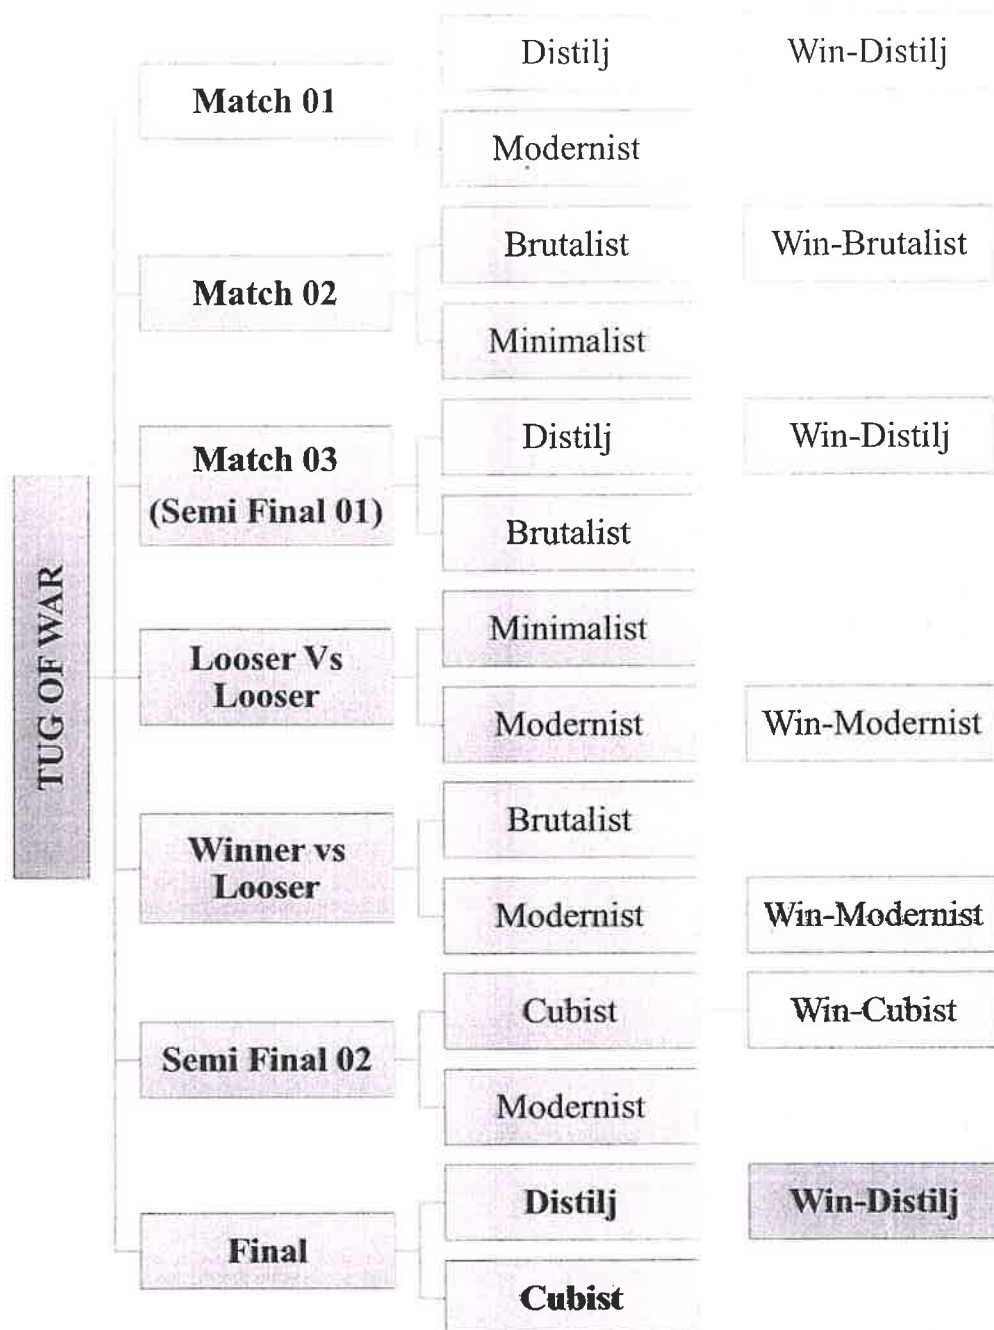 TUG OF WAR
Match 01
Distilj
Win-Distilj
Modernist
Match 02
Brutalist
Win-Brutalist
Minimalist
Match 03
(Semi Final 01)
Distilj
Win-Distilj
Brutalist
Looser Vs
Looser
Minimalist
Modernist
Win-Modernist
Winner vs
Looser
Brutalist
Modernist
Win-Modernist
Semi Final 02
Cubist
Win-Cubist
Modernist
Final
Distilj
Win-Distilj
Cubist